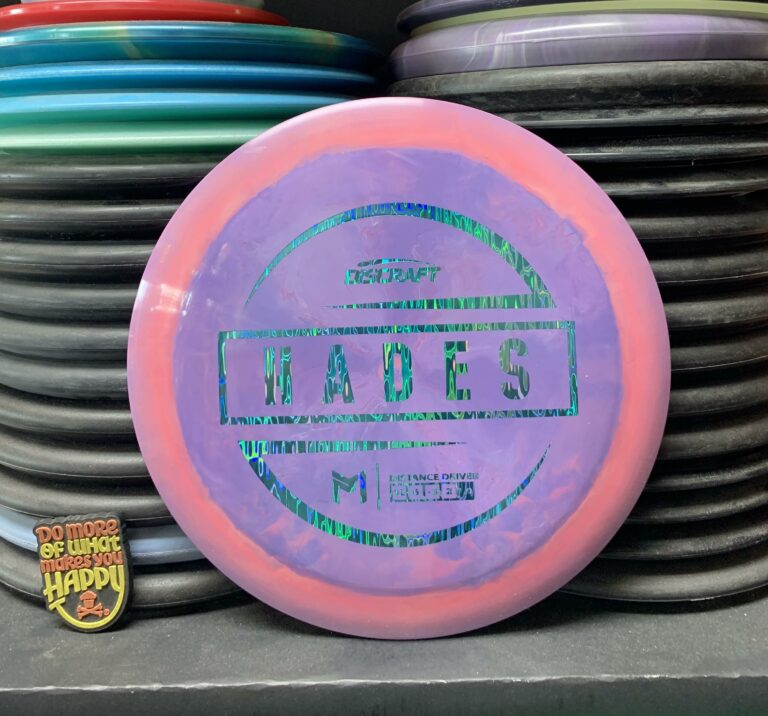 DISCRAFT
HADES
DISTANCE DRIVER
DO MORE
OF WHAT
MAKES YOU
HAPPY